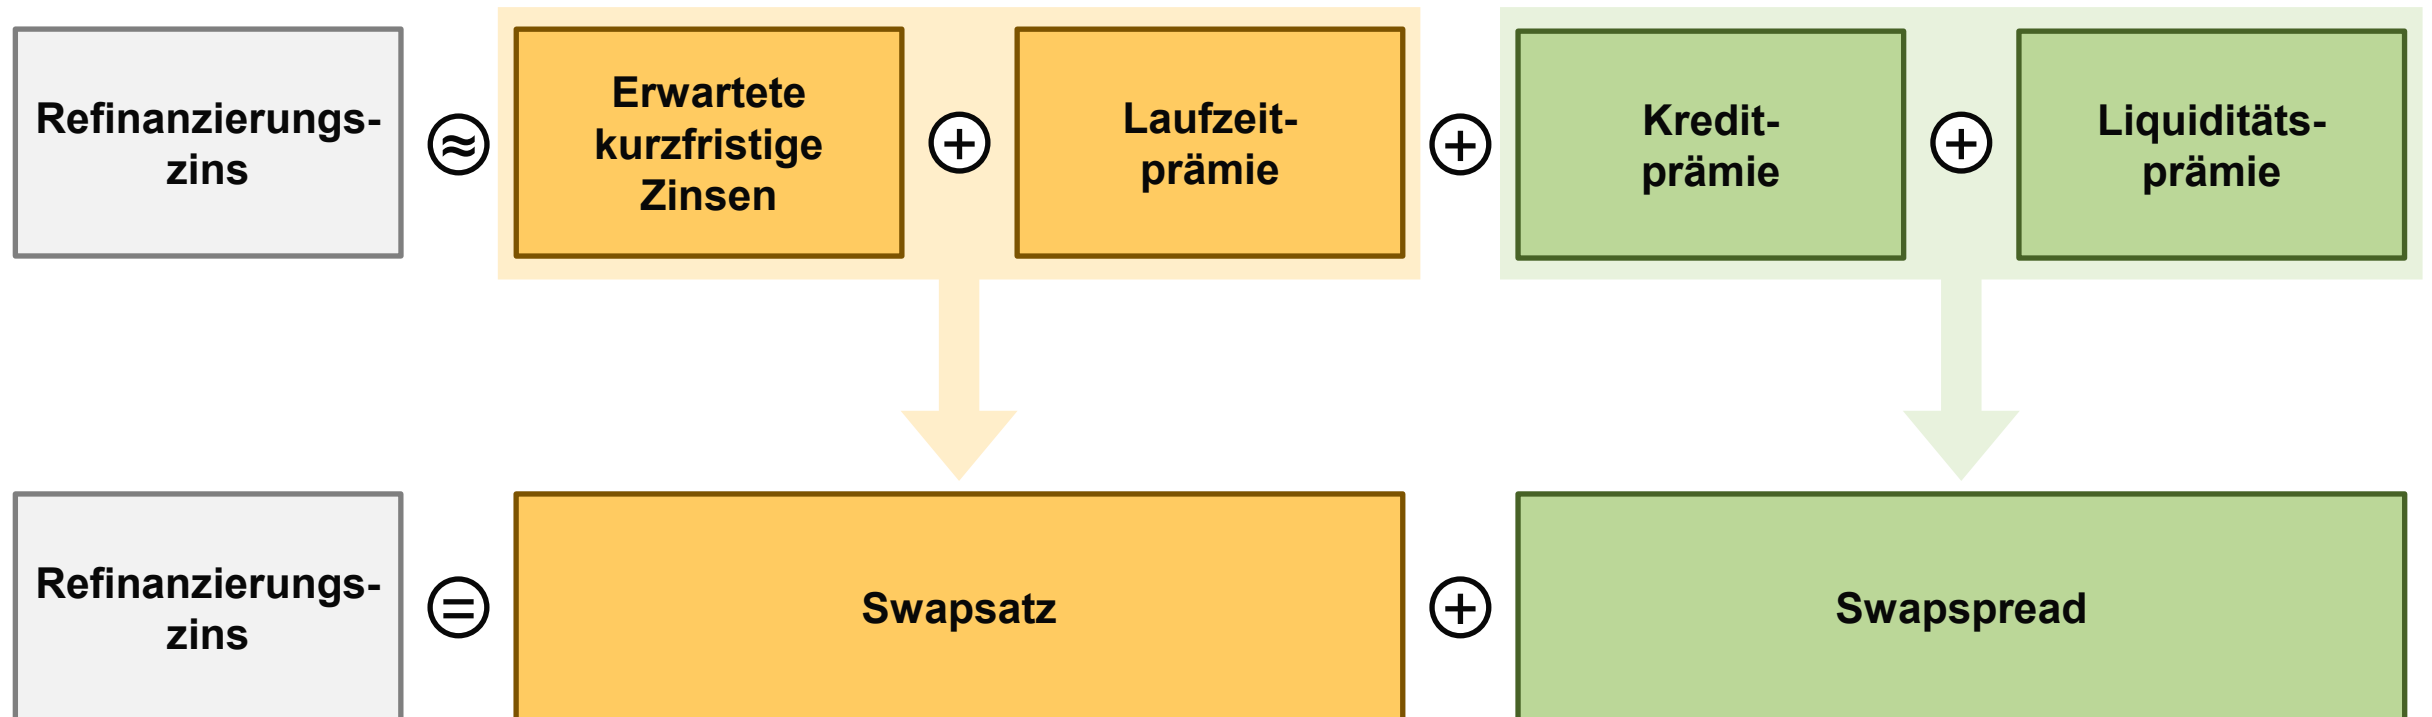 Refinanzierungs-
zins
≈
Erwartete
kurzfristige
Zinsen
+
Laufzeit-
prämie
+
Kredit-
prämie
+
Liquiditäts-
prämie
Refinanzierungs-
zins
=
Swapsatz
+
Swapspread